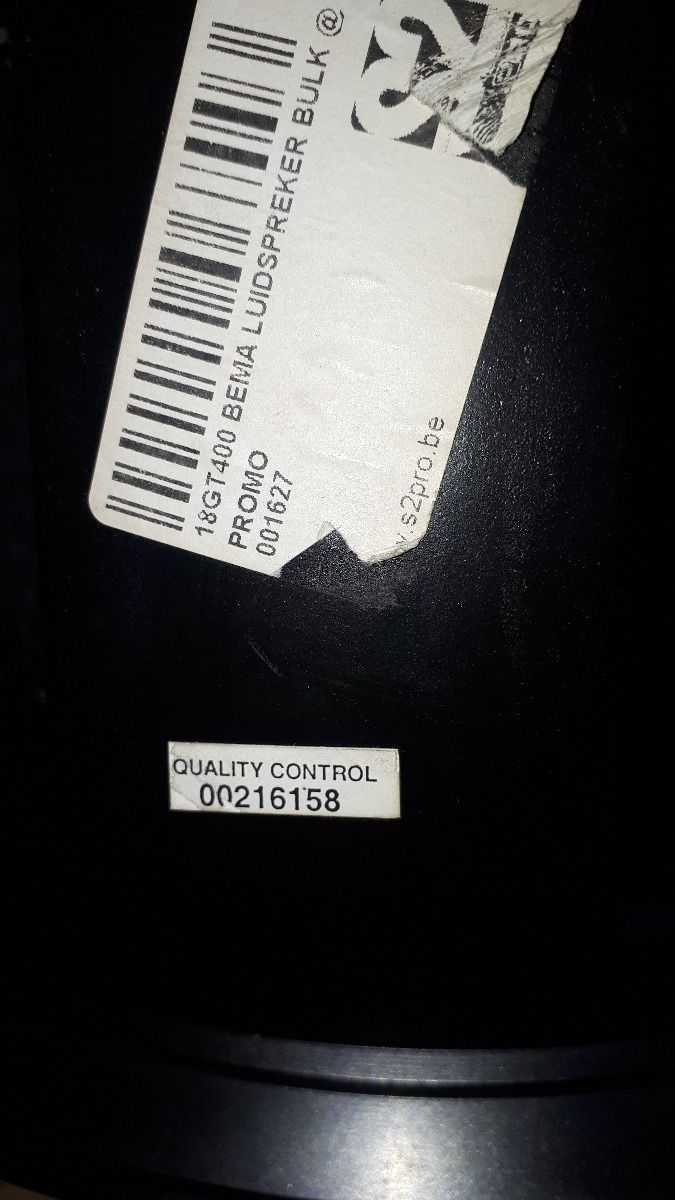 18GT400 BEMA LUIDSPREKER BULK @
PROMO
001627
.s2pro.be
QUALITY CONTROL
00216158